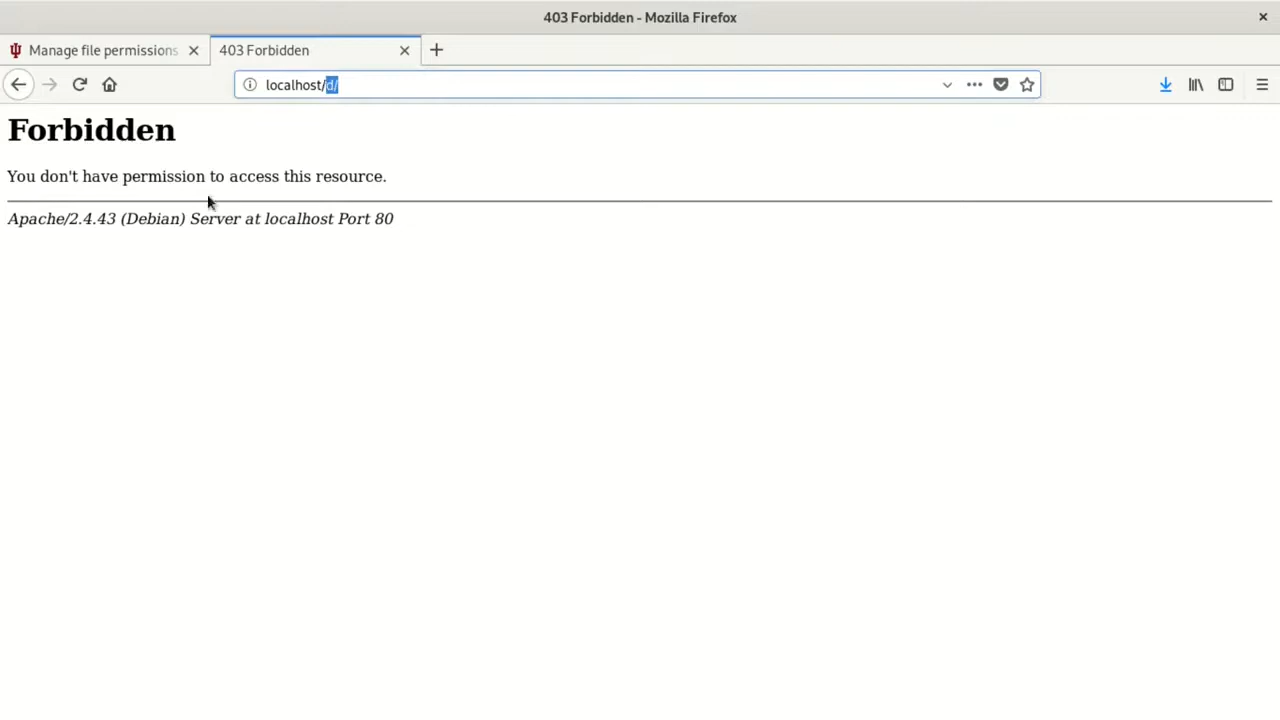 403 Forbidden - Mozilla Firefox
Manage file permissions
403 Forbidden
localhost/d/
Forbidden
You don't have permission to access this resource.
Apache/2.4.43 (Debian) Server at localhost Port 80